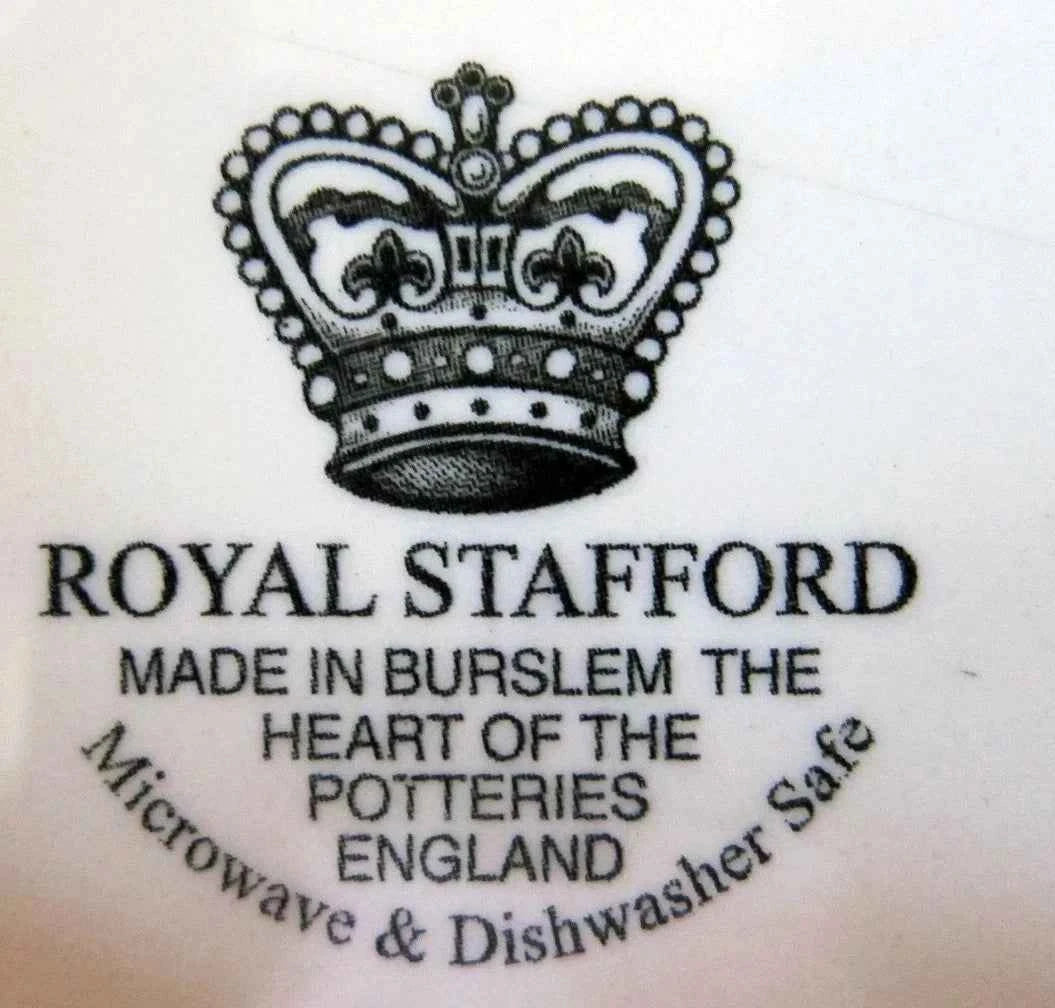 ROYAL STAFFORD
MADE IN BURSLEM THE
HEART OF THE
POTTERIES
ENGLAND
Microwave & Dishwasher Safe